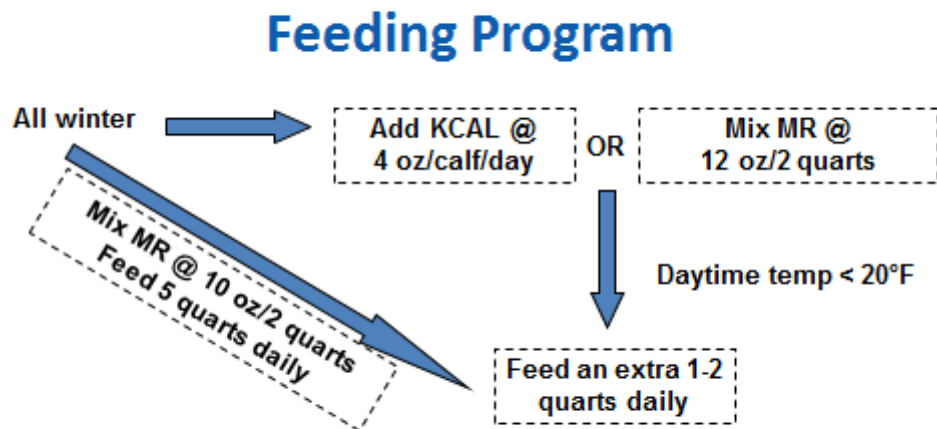 Feeding Program
All winter
Add KCAL @
4 oz/calf/day
OR
Mix MR @
12 oz/2 quarts
Mix MR @ 10 oz/2 quarts
Feed 5 quarts daily
Daytime temp < 20°F
Feed an extra 1-2
quarts daily